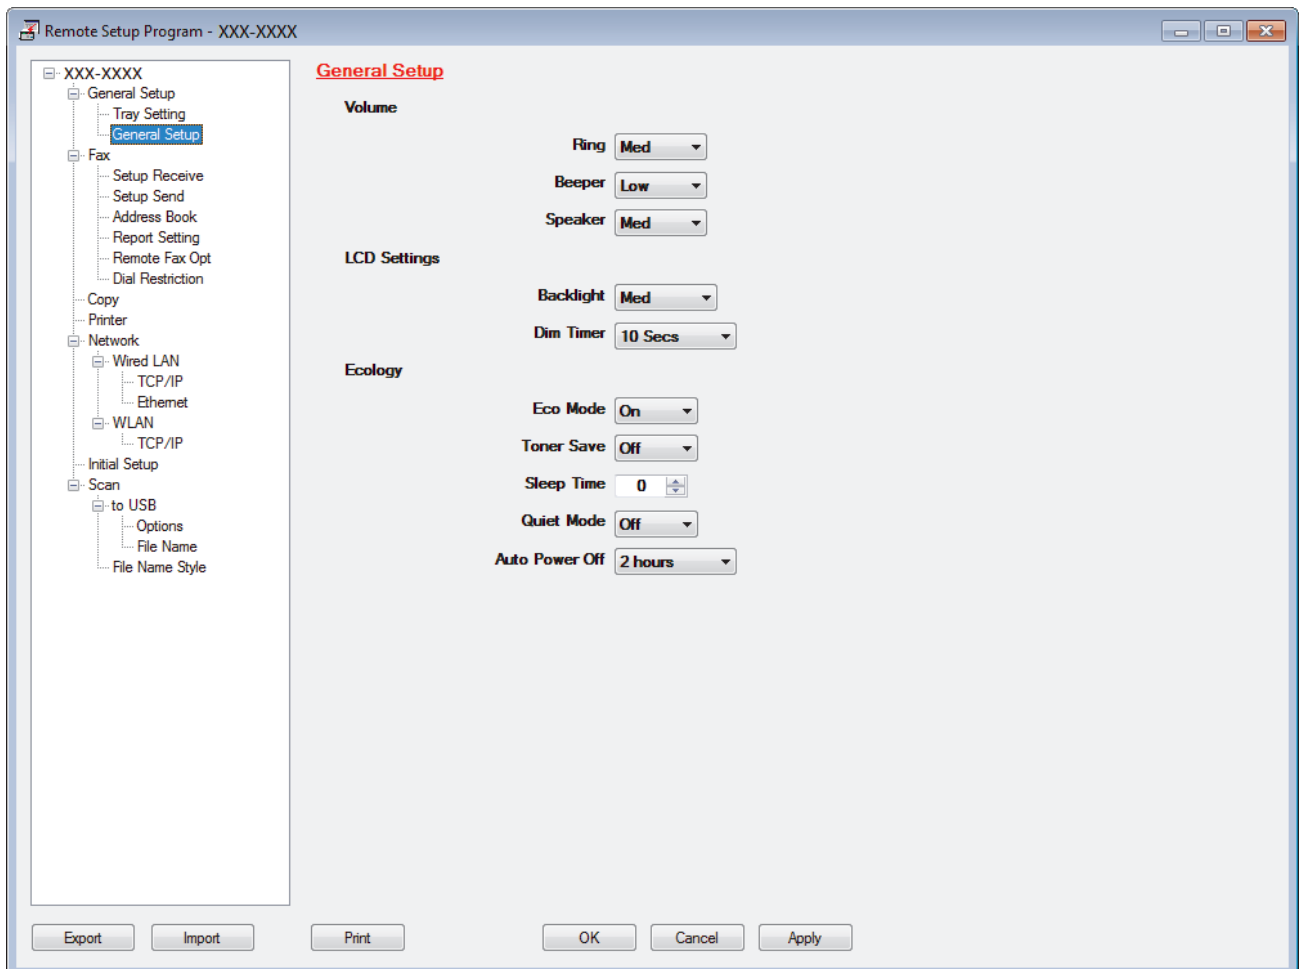 Remote Setup Program - XXX-XXXX
XXX-XXXX
General Setup
Tray Setting
General Setup
Fax
Setup Receive
Setup Send
Address Book
Report Setting
Remote Fax Opt
Dial Restriction
Copy
Printer
Network
Wired LAN
TCP/IP
Ethernet
WLAN
TCP/IP
Initial Setup
Scan
to USB
Options
File Name
File Name Style
General Setup
Volume
Ring Med
Beeper Low
Speaker Med
LCD Settings
Backlight Med
Dim Timer 10 Secs
Ecology
Eco Mode On
Toner Save Off
Sleep Time 0
Quiet Mode Off
Auto Power Off 2 hours
Export Import Print OK Cancel Apply